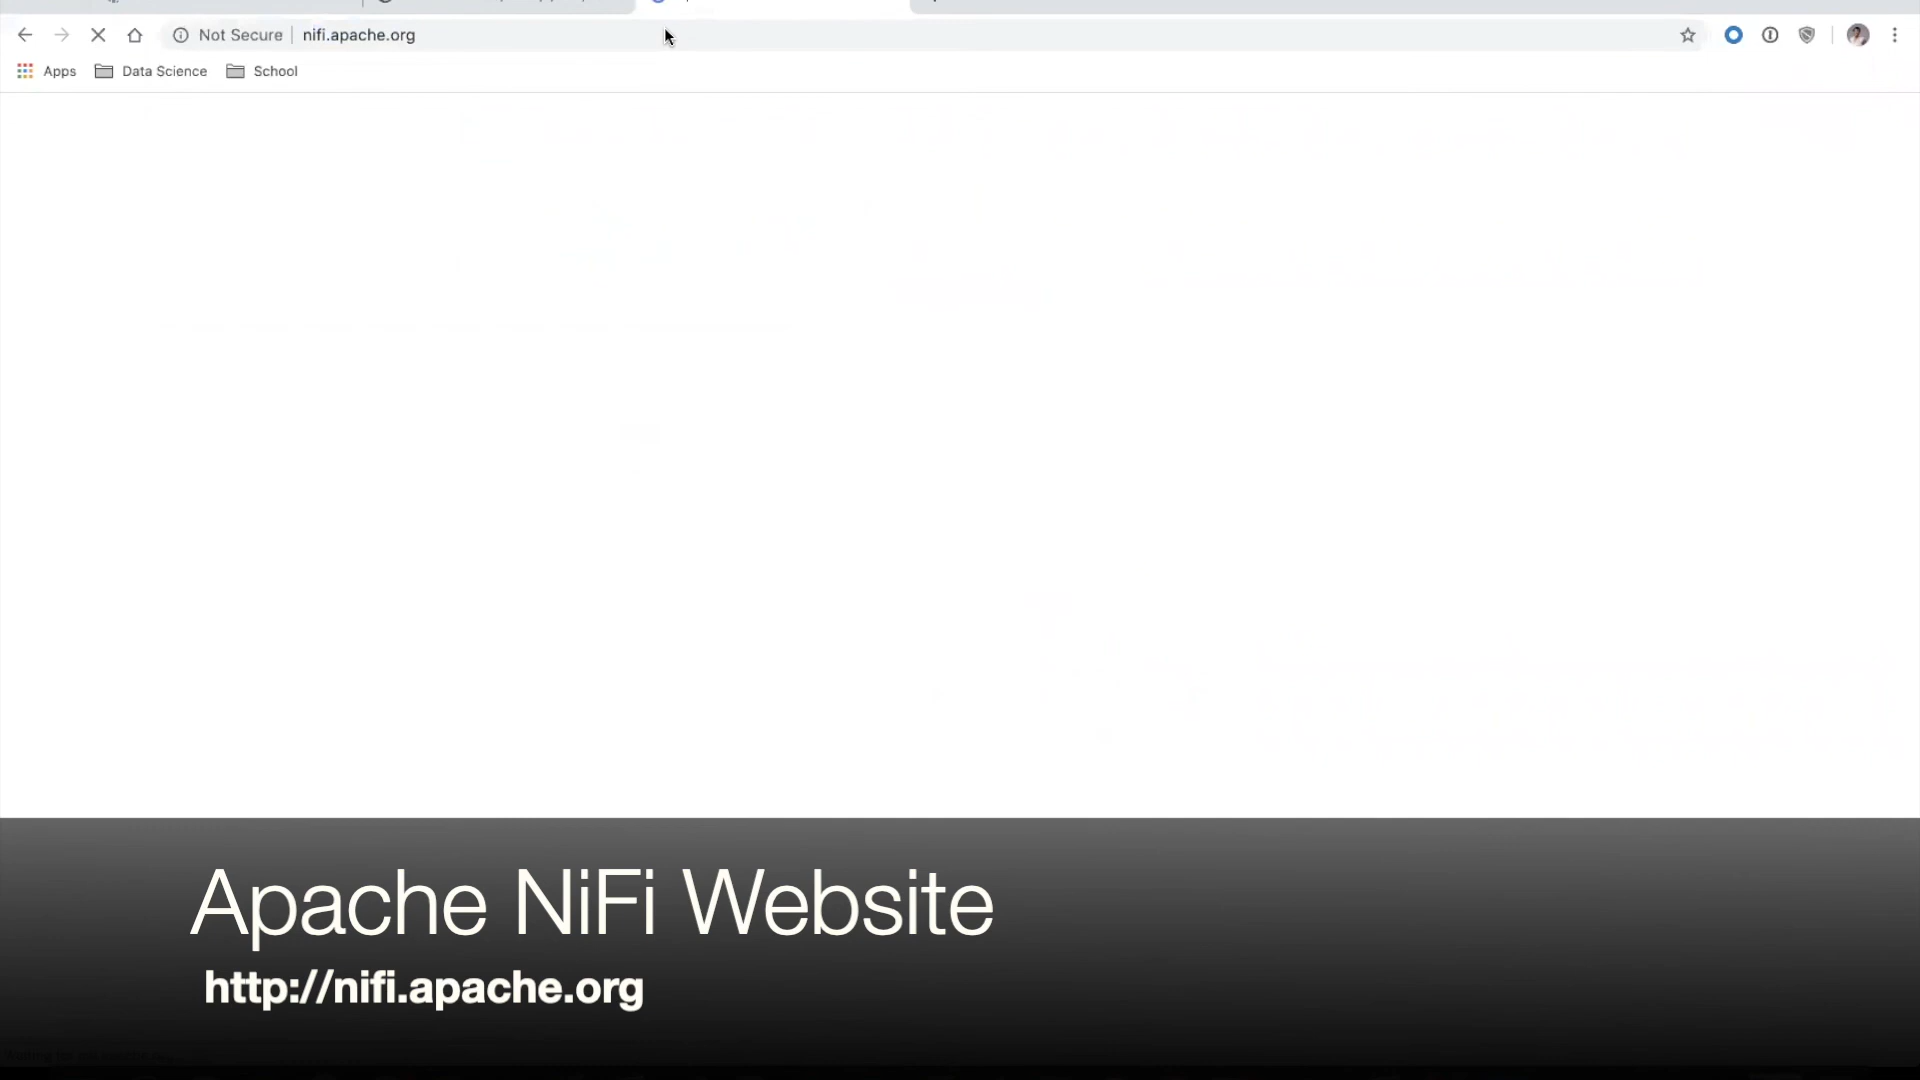 Not Secure nifi.apache.org
Apps Data Science School
Apache NiFi Website
http://nifi.apache.org